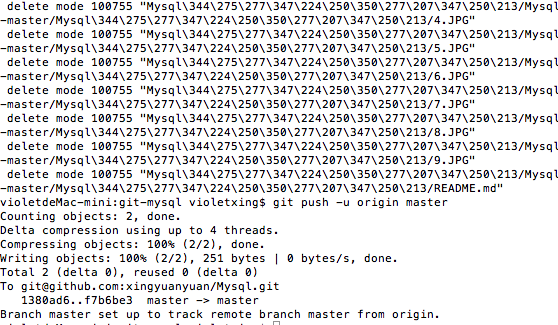 delete mode 100755 "Mysql\344\275\277\347\224\250\350\277\207\347\250\213/Mysql
-master/Mysql\344\275\277\347\224\250\350\277\207\347\250\213/4.JPG"
delete mode 100755 "Mysql\344\275\277\347\224\250\350\277\207\347\250\213/Mysql
-master/Mysql\344\275\277\347\224\250\350\277\207\347\250\213/5.JPG"
delete mode 100755 "Mysql\344\275\277\347\224\250\350\277\207\347\250\213/Mysql
-master/Mysql\344\275\277\347\224\250\350\277\207\347\250\213/6.JPG"
delete mode 100755 "Mysql\344\275\277\347\224\250\350\277\207\347\250\213/Mysql
-master/Mysql\344\275\277\347\224\250\350\277\207\347\250\213/7.JPG"
delete mode 100755 "Mysql\344\275\277\347\224\250\350\277\207\347\250\213/Mysql
-master/Mysql\344\275\277\347\224\250\350\277\207\347\250\213/8.JPG"
delete mode 100755 "Mysql\344\275\277\347\224\250\350\277\207\347\250\213/Mysql
-master/Mysql\344\275\277\347\224\250\350\277\207\347\250\213/9.JPG"
delete mode 100755 "Mysql\344\275\277\347\224\250\350\277\207\347\250\213/Mysql
-master/Mysql\344\275\277\347\224\250\350\277\207\347\250\213/README.md"
violetdeMac-mini:git-mysql violetxing$ git push -u origin master
Counting objects: 2, done.
Delta compression using up to 4 threads.
Compressing objects: 100% (2/2), done.
Writing objects: 100% (2/2), 251 bytes | 0 bytes/s, done.
Total 2 (delta 0), reused 0 (delta 0)
To git@github.com:xingyuanyuan/Mysql.git
1380ad6..f7b6be3  master -> master
Branch master set up to track remote branch master from origin.